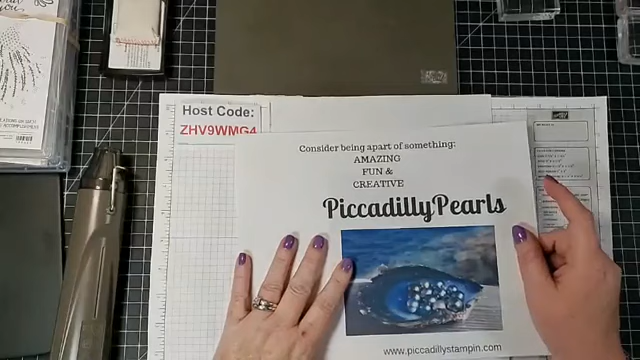 Host Code:
ZHV9WMG4
Consider being apart of something:
AMAZING
FUN &
CREATIVE
PiccadillyPearls
www.piccadillystampin.com